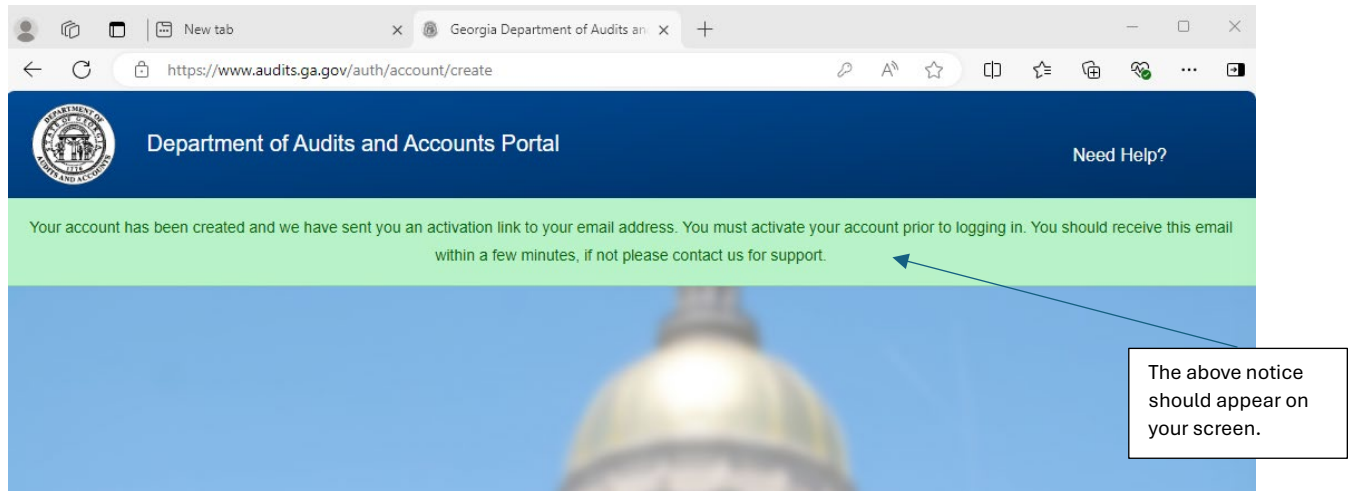 New tab
Georgia Department of Audits an
https://www.audits.ga.gov/auth/account/create
Department of Audits and Accounts Portal
Need Help?
Your account has been created and we have sent you an activation link to your email address. You must activate your account prior to logging in. You should receive this email
within a few minutes, if not please contact us for support.
The above notice
should appear on
your screen.